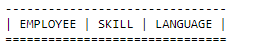 ------------------------------
| EMPLOYEE | SKILL | LANGUAGE |
==============================